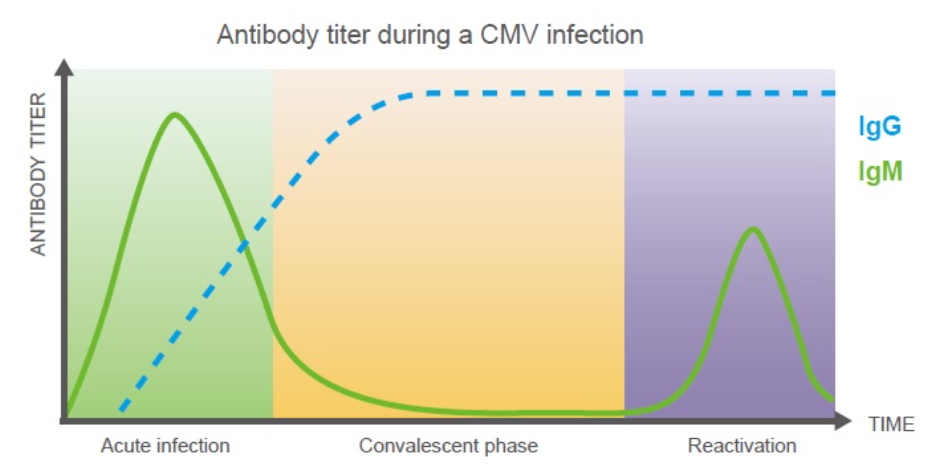 Antibody titer during a CMV infection
ANTIBODY TITER
IgG
IgM
TIME
Acute infection
Convalescent phase
Reactivation